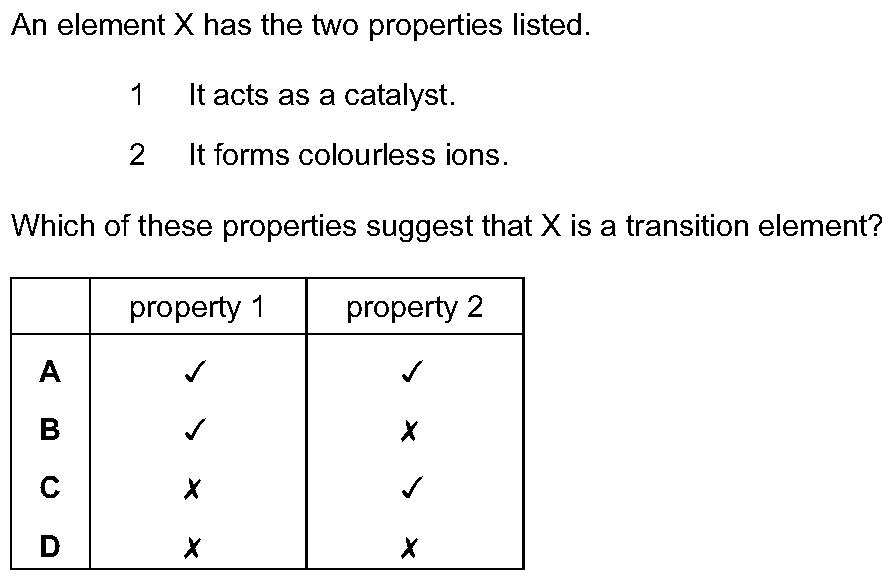 An element X has the two properties listed.
1 It acts as a catalyst.
2 It forms colourless ions.
Which of these properties suggest that X is a transition element?
property 1 property 2
A ✓ ✓
B ✓ ✗
C ✗ ✓
D ✗ ✗